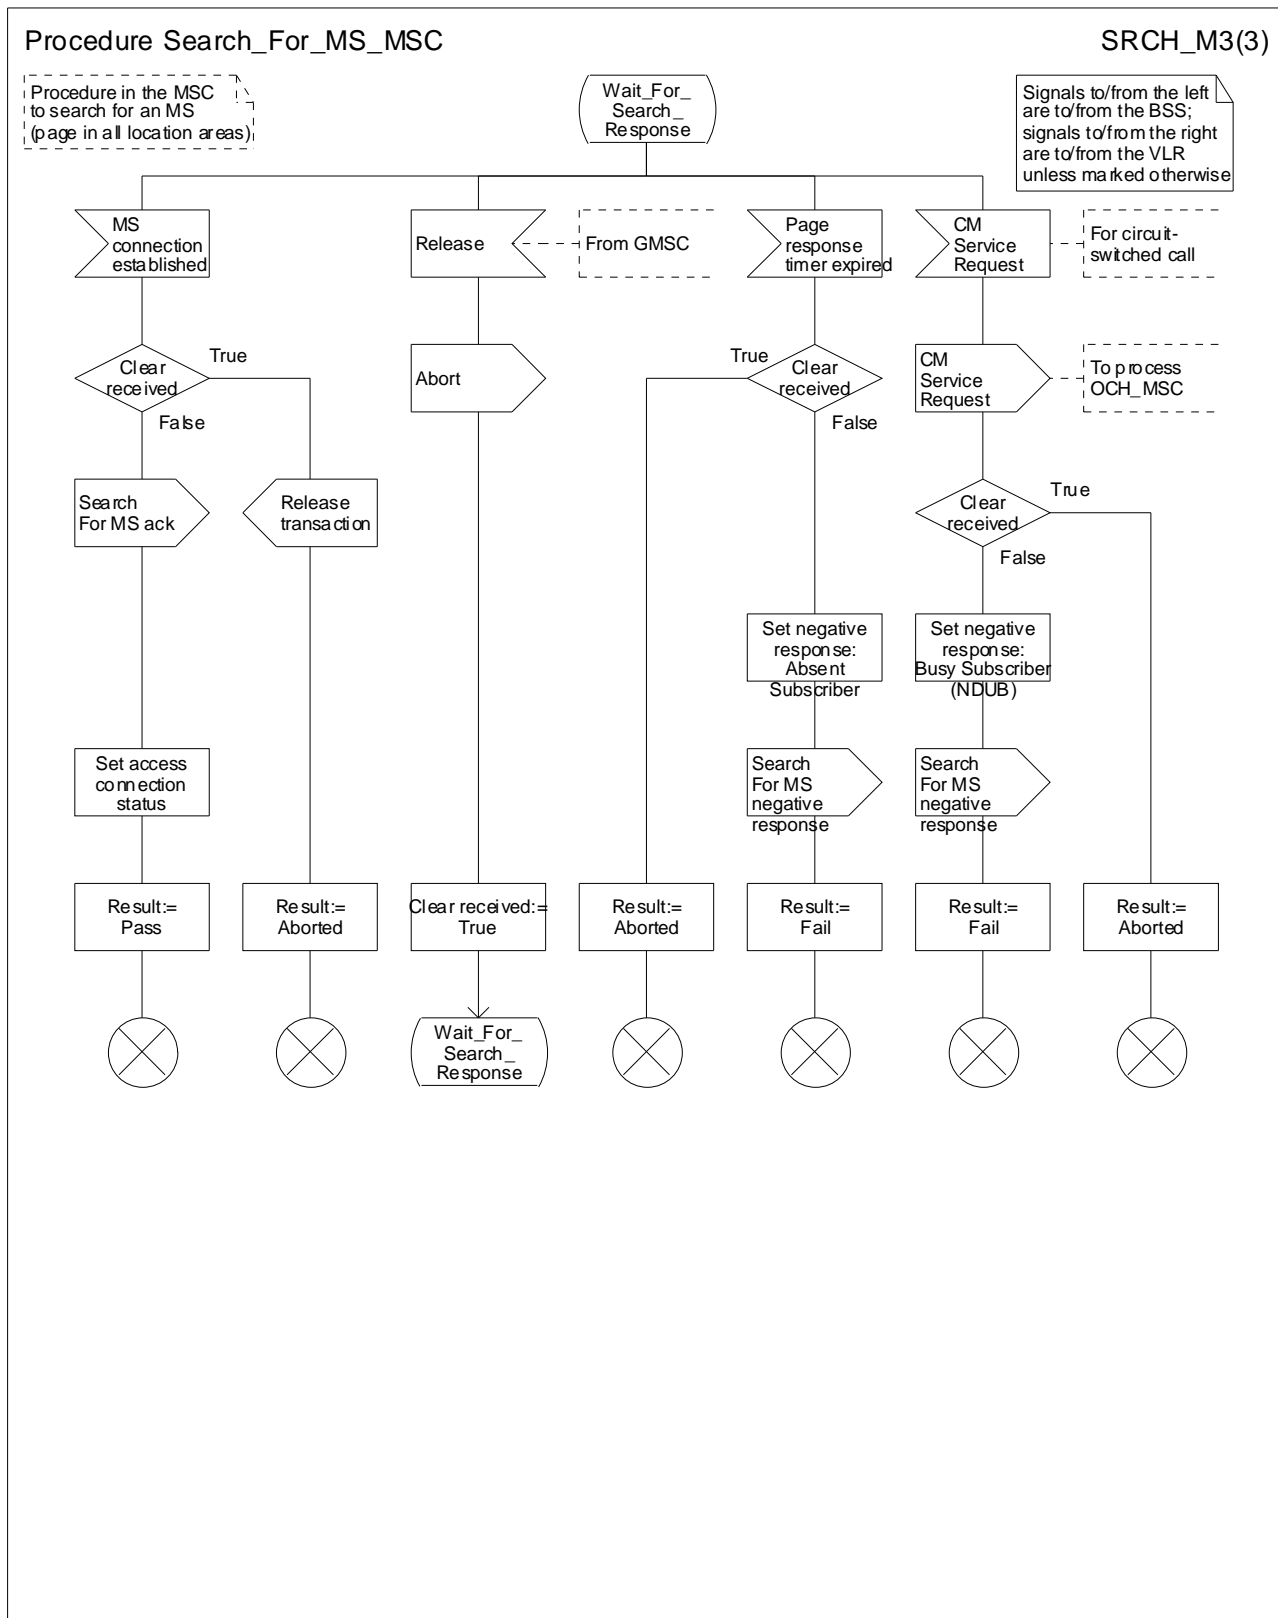 Procedure Search_For_MS_MSC
SRCH_M3(3)
Procedure in the MSC
to search for an MS
(page in all location areas)
Wait_For_
Search_
Response
Signals to/from the left
are to/from the BSS;
signals to/from the right
are to/from the VLR
unless marked otherwise
MS
connection
established
Release
From GMSC
Page
response
timer expired
CM
Service
Request
For circuit-
switched call
Clear
received
True
False
Abort
True
Clear
received
False
CM
Service
Request
To process
OCH_MSC
Search
For MS ack
Release
transaction
Clear
received
True
False
Set negative
response:
Absent
Subscriber
Set negative
response:
Busy Subscriber
(NDUB)
Set access
connection
status
Search
For MS
negative
response
Search
For MS
negative
response
Result:=
Pass
Result:=
Aborted
Clear received:=
True
Result:=
Aborted
Result:=
Fail
Result:=
Fail
Result:=
Aborted
Wait_For_
Search_
Response